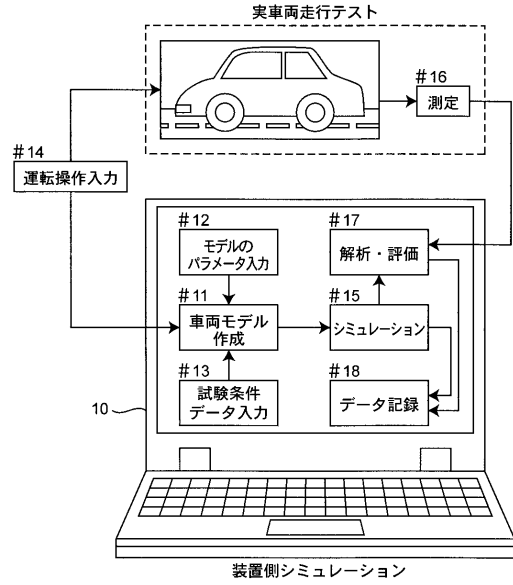 実車両走行テスト
#16
測定
#14
運転操作入力
#12
モデルの
パラメータ入力
#17
解析・評価
#11
車両モデル
作成
#15
シミュレーション
#13
試験条件
データ入力
#18
データ記録
10
装置側シミュレーション